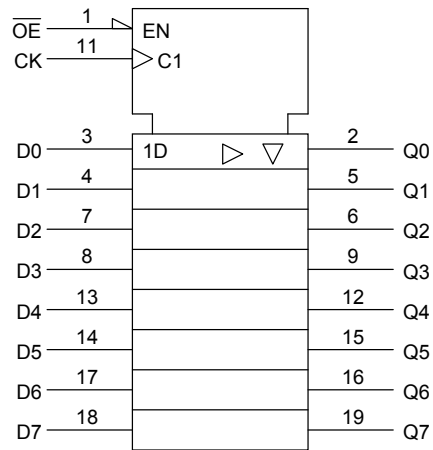 OE 1 EN
CK 11 C1
D0 3 1D 2 Q0
D1 4 5 Q1
D2 7 6 Q2
D3 8 9 Q3
D4 13 12 Q4
D5 14 15 Q5
D6 17 16 Q6
D7 18 19 Q7